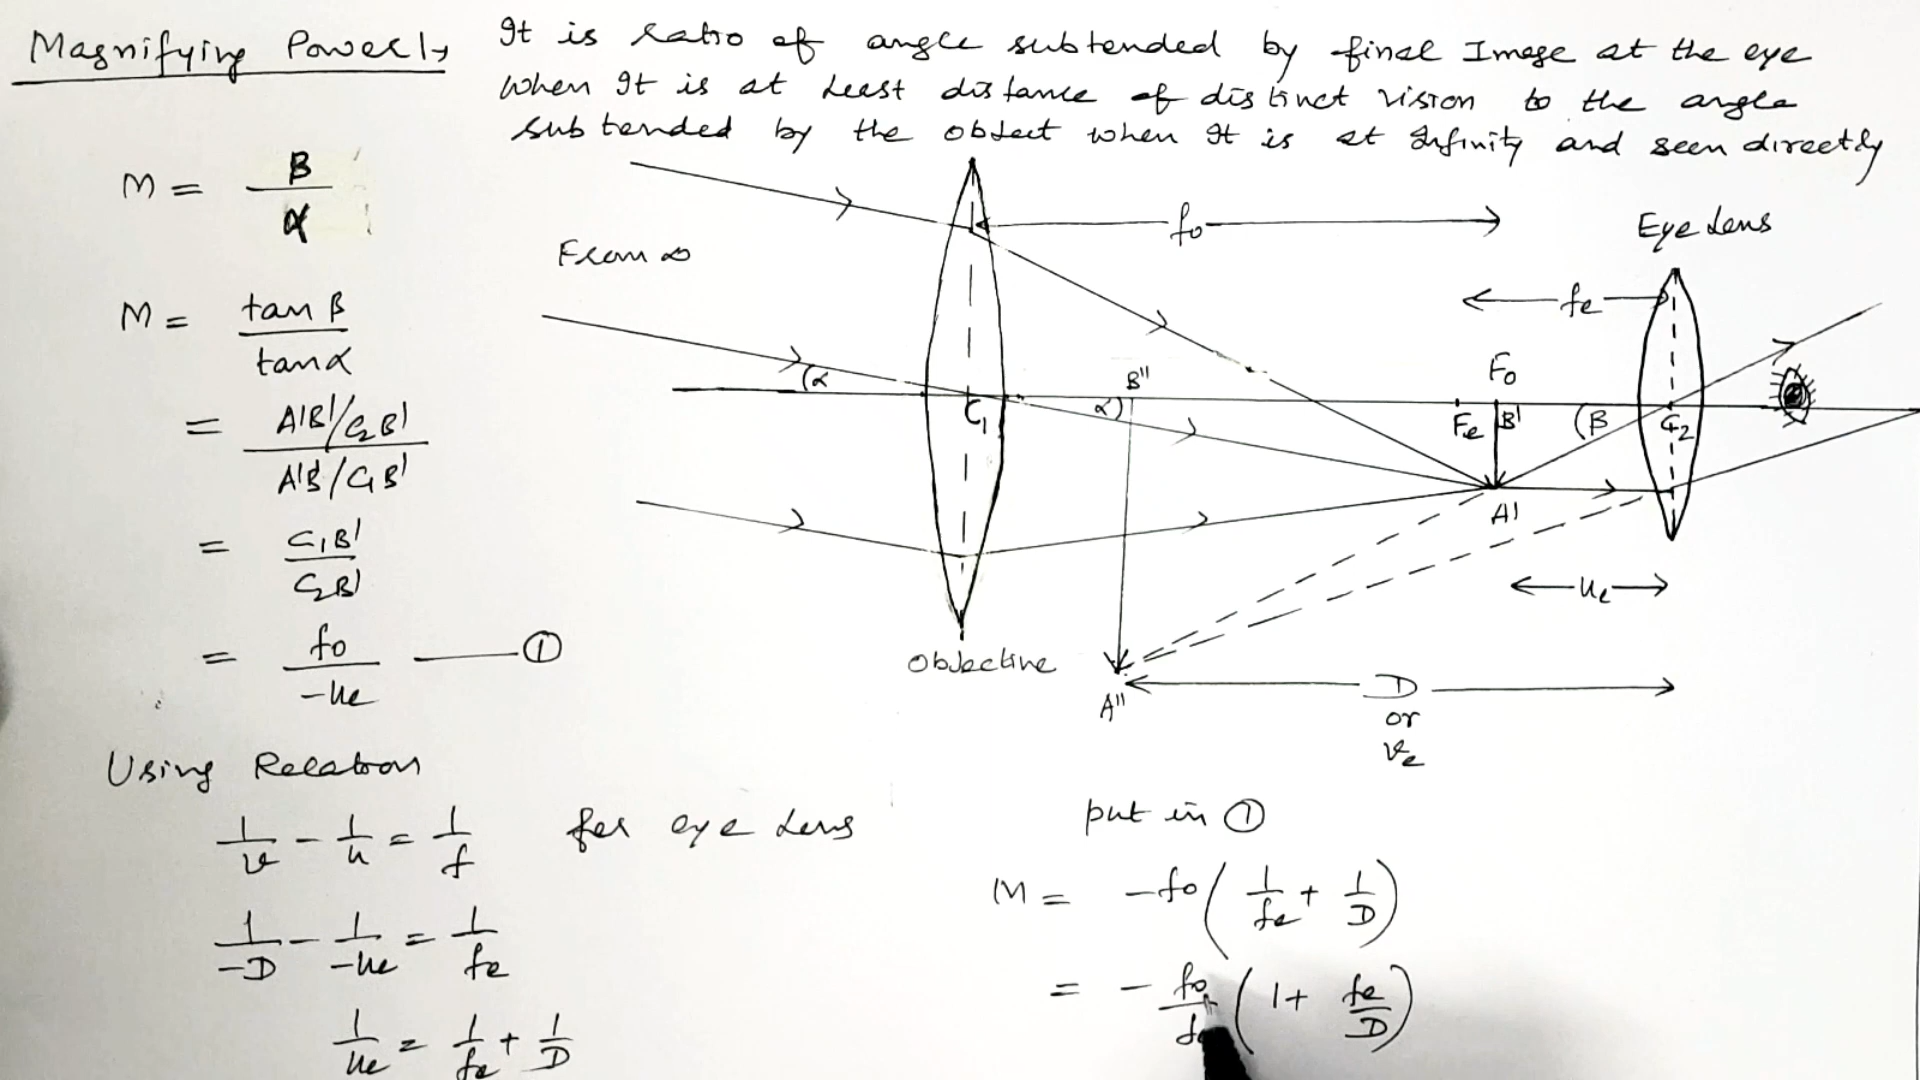 Magnifying Power :→ It is ratio of angle subtended by final Image at the eye
when It is at Least distance of distinct vision to the angle
subtended by the object when It is at Infinity and seen directly
M = β / α
M = tan β / tan α
= A'B'/C₂B' / A'B'/C₁B'
= C₁B' / C₂B'
= fo / -ue ——— ①
Using Relation
1/v - 1/u = 1/f for eye Lens
1/-D - 1/-ue = 1/fe
1/ue = 1/fe + 1/D
From ∞
fo
Eye Lens
fe
Fo
(α
B"
C₁
α)
Fe
B'
(β
C₂
A'
ue
Objective
A"
D
or
ve
put in ①
M = -fo ( 1/fe + 1/D )
= - fo/fe ( 1 + fe/D )